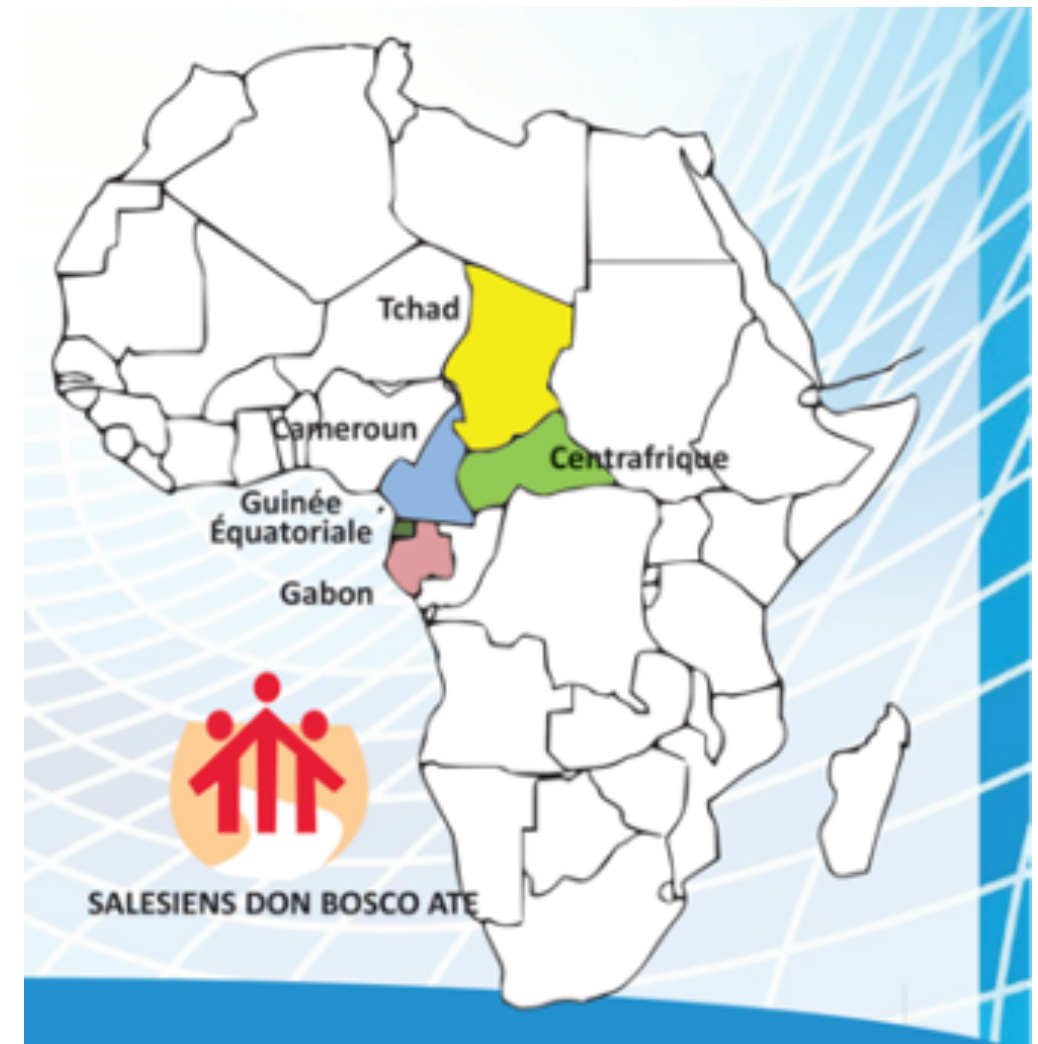 Tchad
Cameroun
Centrafrique
Guinée
Équatoriale
Gabon
SALESIENS DON BOSCO ATE